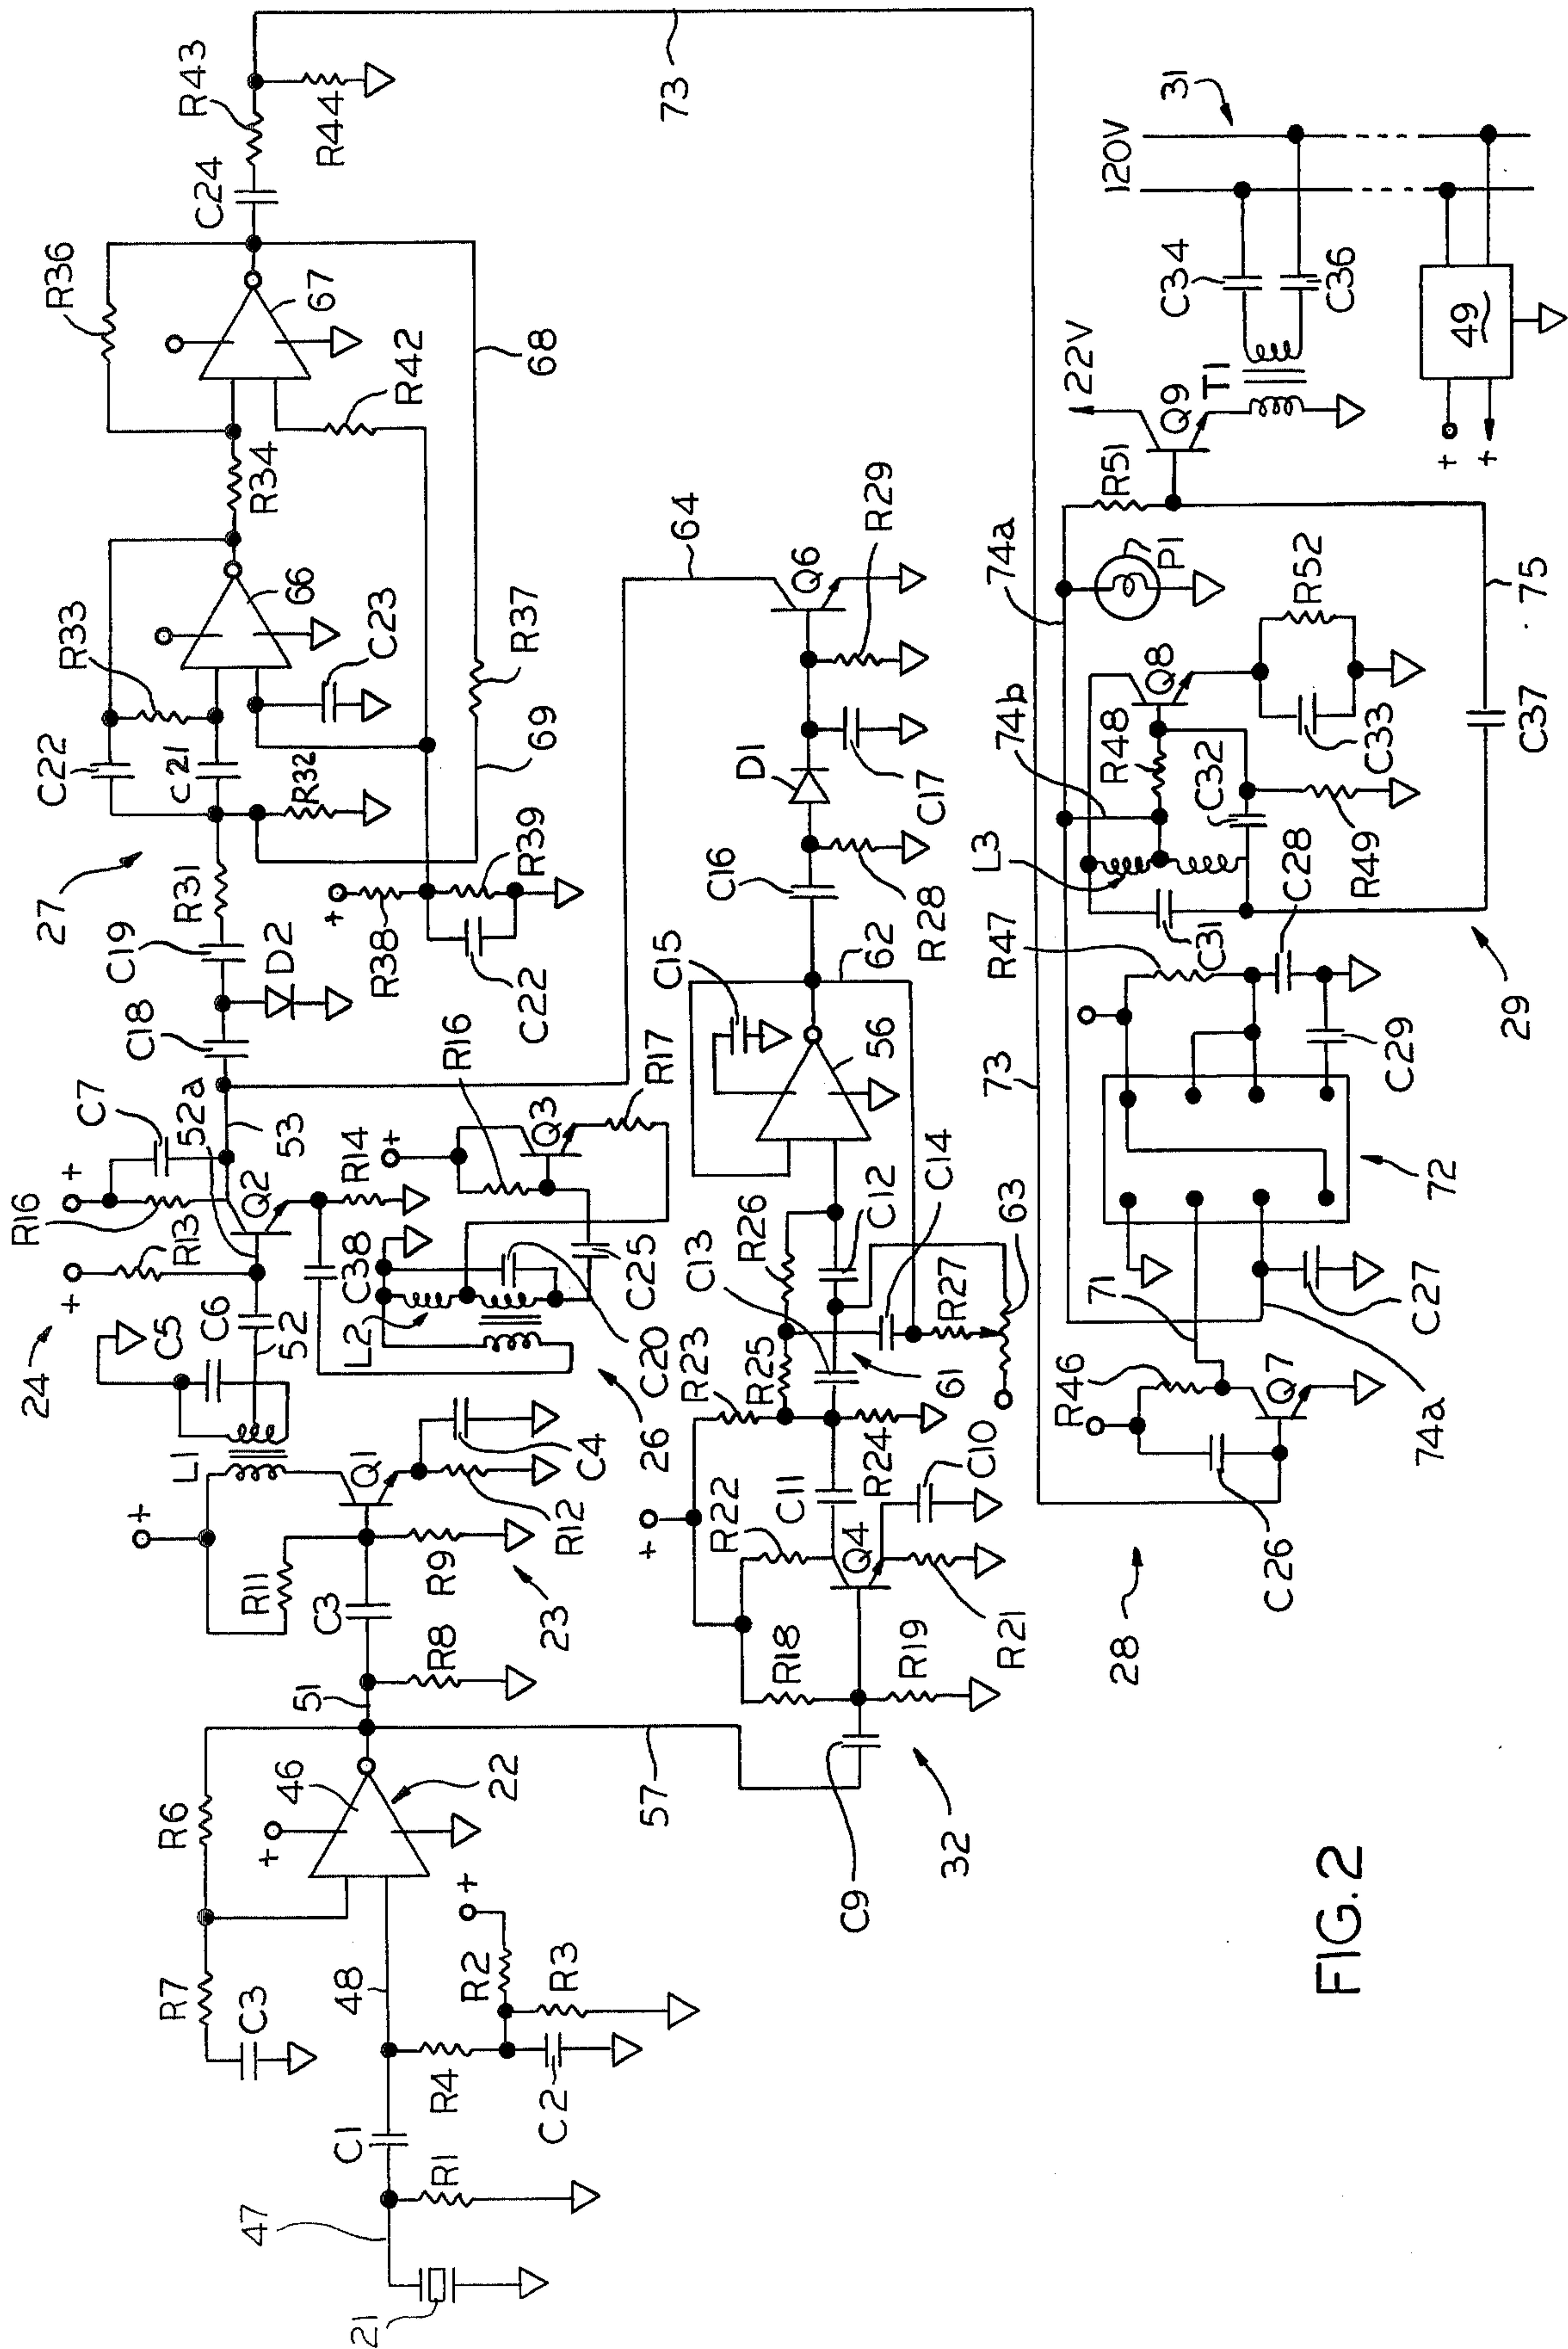 21
47
R1
C1
R4
C2
R3
R2
+
48
C3
R7
R6
46
+
22
51
57
R8
C3
R11
R9
23
+
L1
Q1
R12
C4
24
C5
C6
52
+
R13
R16
+
C7
52a
Q2
53
R14
C38
L2
C20
C25
26
+
R16
Q3
R17
C18
D2
C19
R31
27
C22
C21
R32
R33
66
C23
R34
R36
67
R42
68
R37
69
+
R38
R39
C22
C24
R43
R44
73
C9
32
R18
R19
R21
R22
Q4
C10
+
C11
R23
R24
R25
C13
61
R26
C12
C14
R27
63
56
C15
62
C16
R28
D1
C17
R29
Q6
64
28
C26
R46
Q7
74a
71
C27
72
73
C29
R47
C28
29
C31
L3
R49
C32
R48
74b
Q8
C33
R52
P1
74a
R51
C37
75
Q9
22V
T1
C34
C36
120V
31
49
+
+
FIG.2